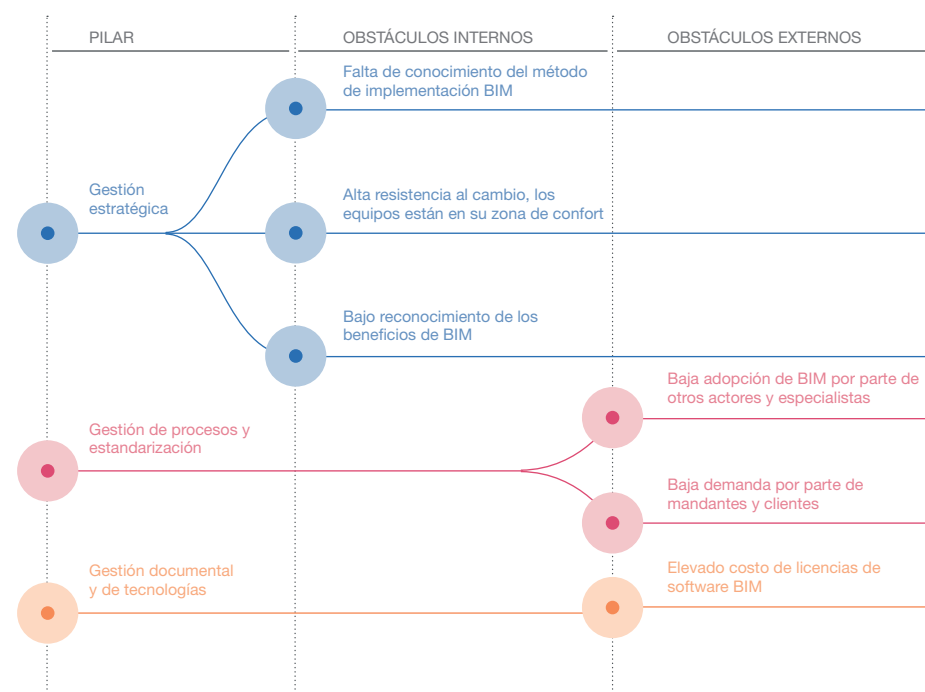 PILAR
OBSTÁCULOS INTERNOS
OBSTÁCULOS EXTERNOS
Falta de conocimiento del método
de implementación BIM
Gestión
estratégica
Alta resistencia al cambio, los
equipos están en su zona de confort
Bajo reconocimiento de los
beneficios de BIM
Baja adopción de BIM por parte de
otros actores y especialistas
Gestión de procesos y
estandarización
Baja demanda por parte de
mandantes y clientes
Gestión documental
y de tecnologías
Elevado costo de licencias de
software BIM